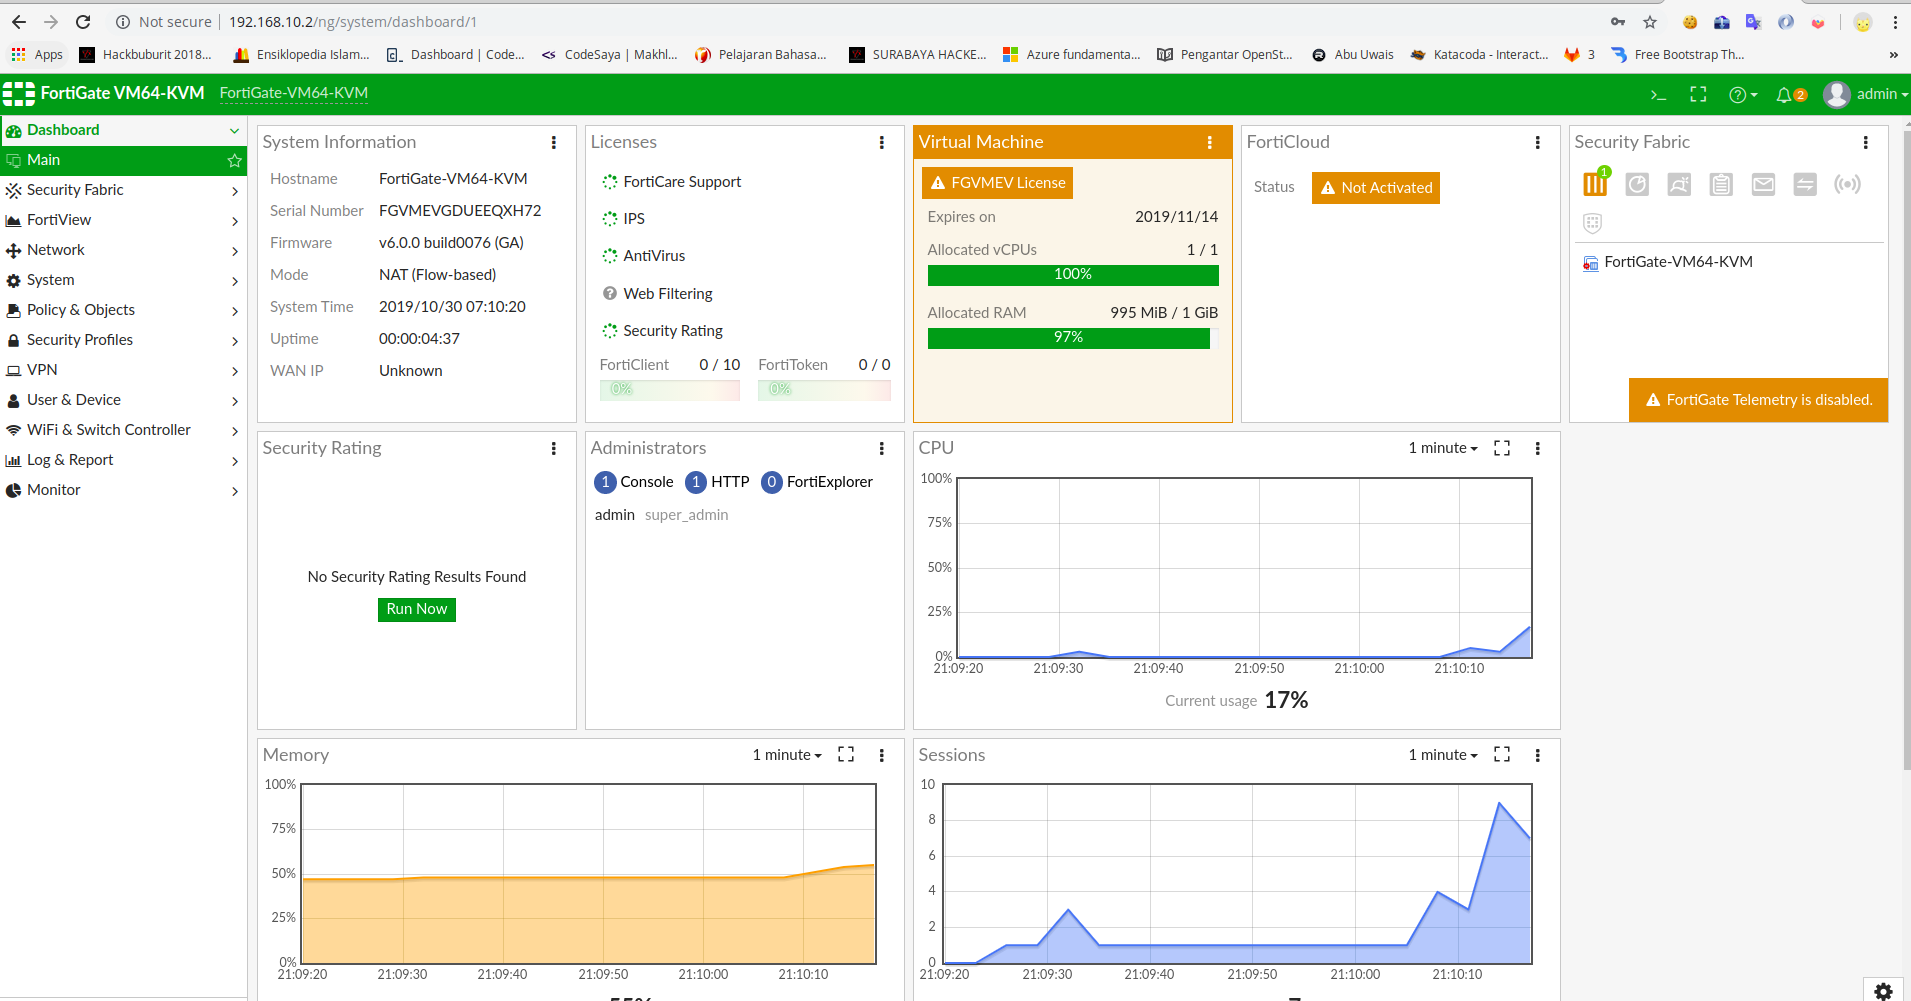 Not secure 192.168.10.2/ng/system/dashboard/1
Apps Hackbuburit 2018... Ensiklopedia Islam... Dashboard | Code... CodeSaya | Makhl... Pelajaran Bahasa... SURABAYA HACKE... Azure fundamenta... Pengantar OpenSt... Abu Uwais Katacoda - Interact... 3 Free Bootstrap Th... »
FortiGate VM64-KVM FortiGate-VM64-KVM >_ 2 admin
Dashboard
Main
Security Fabric
FortiView
Network
System
Policy & Objects
Security Profiles
VPN
User & Device
WiFi & Switch Controller
Log & Report
Monitor
System Information
Hostname FortiGate-VM64-KVM
Serial Number FGVMEVGDUEEQXH72
Firmware v6.0.0 build0076 (GA)
Mode NAT (Flow-based)
System Time 2019/10/30 07:10:20
Uptime 00:00:04:37
WAN IP Unknown
Licenses
FortiCare Support
IPS
AntiVirus
Web Filtering
Security Rating
FortiClient 0 / 10 FortiToken 0 / 0
0% 0%
Virtual Machine
FGVMEV License
Expires on 2019/11/14
Allocated vCPUs 1 / 1
100%
Allocated RAM 995 MiB / 1 GiB
97%
FortiCloud
Status Not Activated
Security Fabric
1
FortiGate-VM64-KVM
FortiGate Telemetry is disabled.
Security Rating
No Security Rating Results Found
Run Now
Administrators
1 Console 1 HTTP 0 FortiExplorer
admin super_admin
CPU 1 minute
100%
75%
50%
25%
0%
21:09:20 21:09:30 21:09:40 21:09:50 21:10:00 21:10:10
Current usage 17%
Memory 1 minute
100%
75%
50%
25%
0%
21:09:20 21:09:30 21:09:40 21:09:50 21:10:00 21:10:10
55%
Sessions 1 minute
10
8
6
4
2
0
21:09:20 21:09:30 21:09:40 21:09:50 21:10:00 21:10:10
7